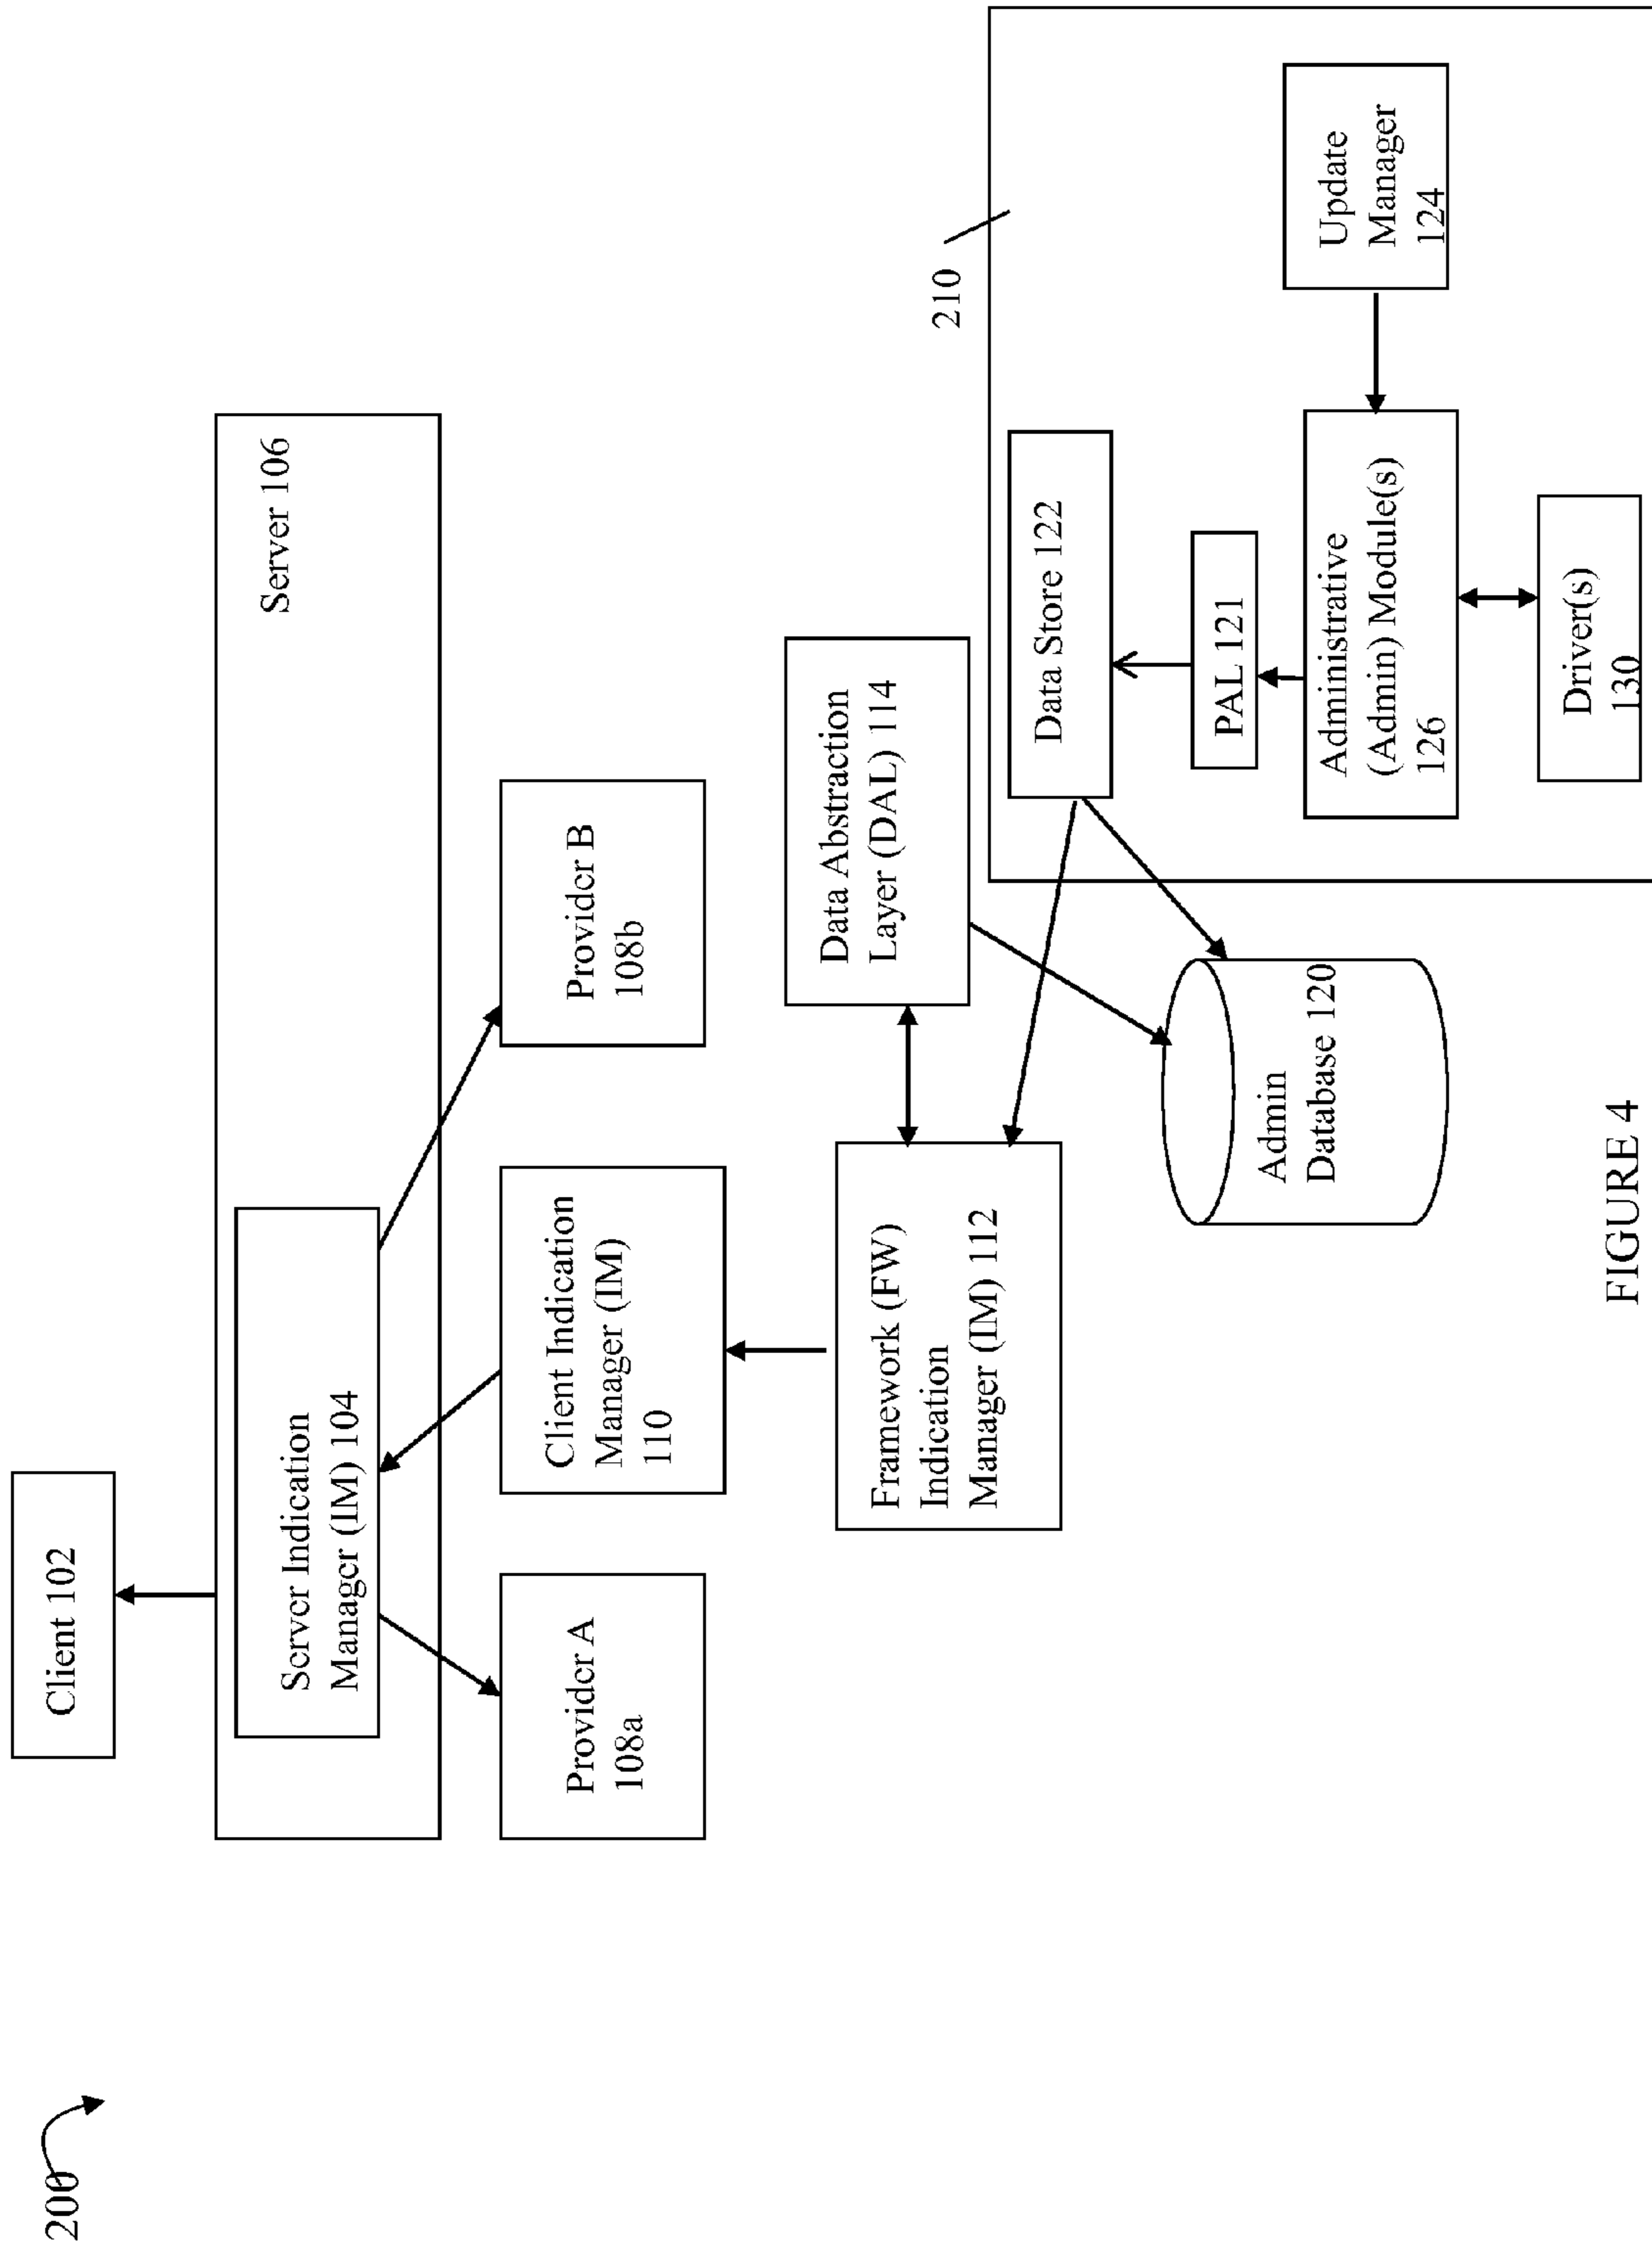 200
Client 102
Server 106
Server Indication
Manager (IM) 104
Provider A
108a
Client Indication
Manager (IM)
110
Provider B
108b
Framework (FW)
Indication
Manager (IM) 112
Data Abstraction
Layer (DAL) 114
210
Data Store 122
PAL 121
Administrative
(Admin) Module(s)
126
Update
Manager
124
Driver(s)
130
Admin
Database 120
FIGURE 4